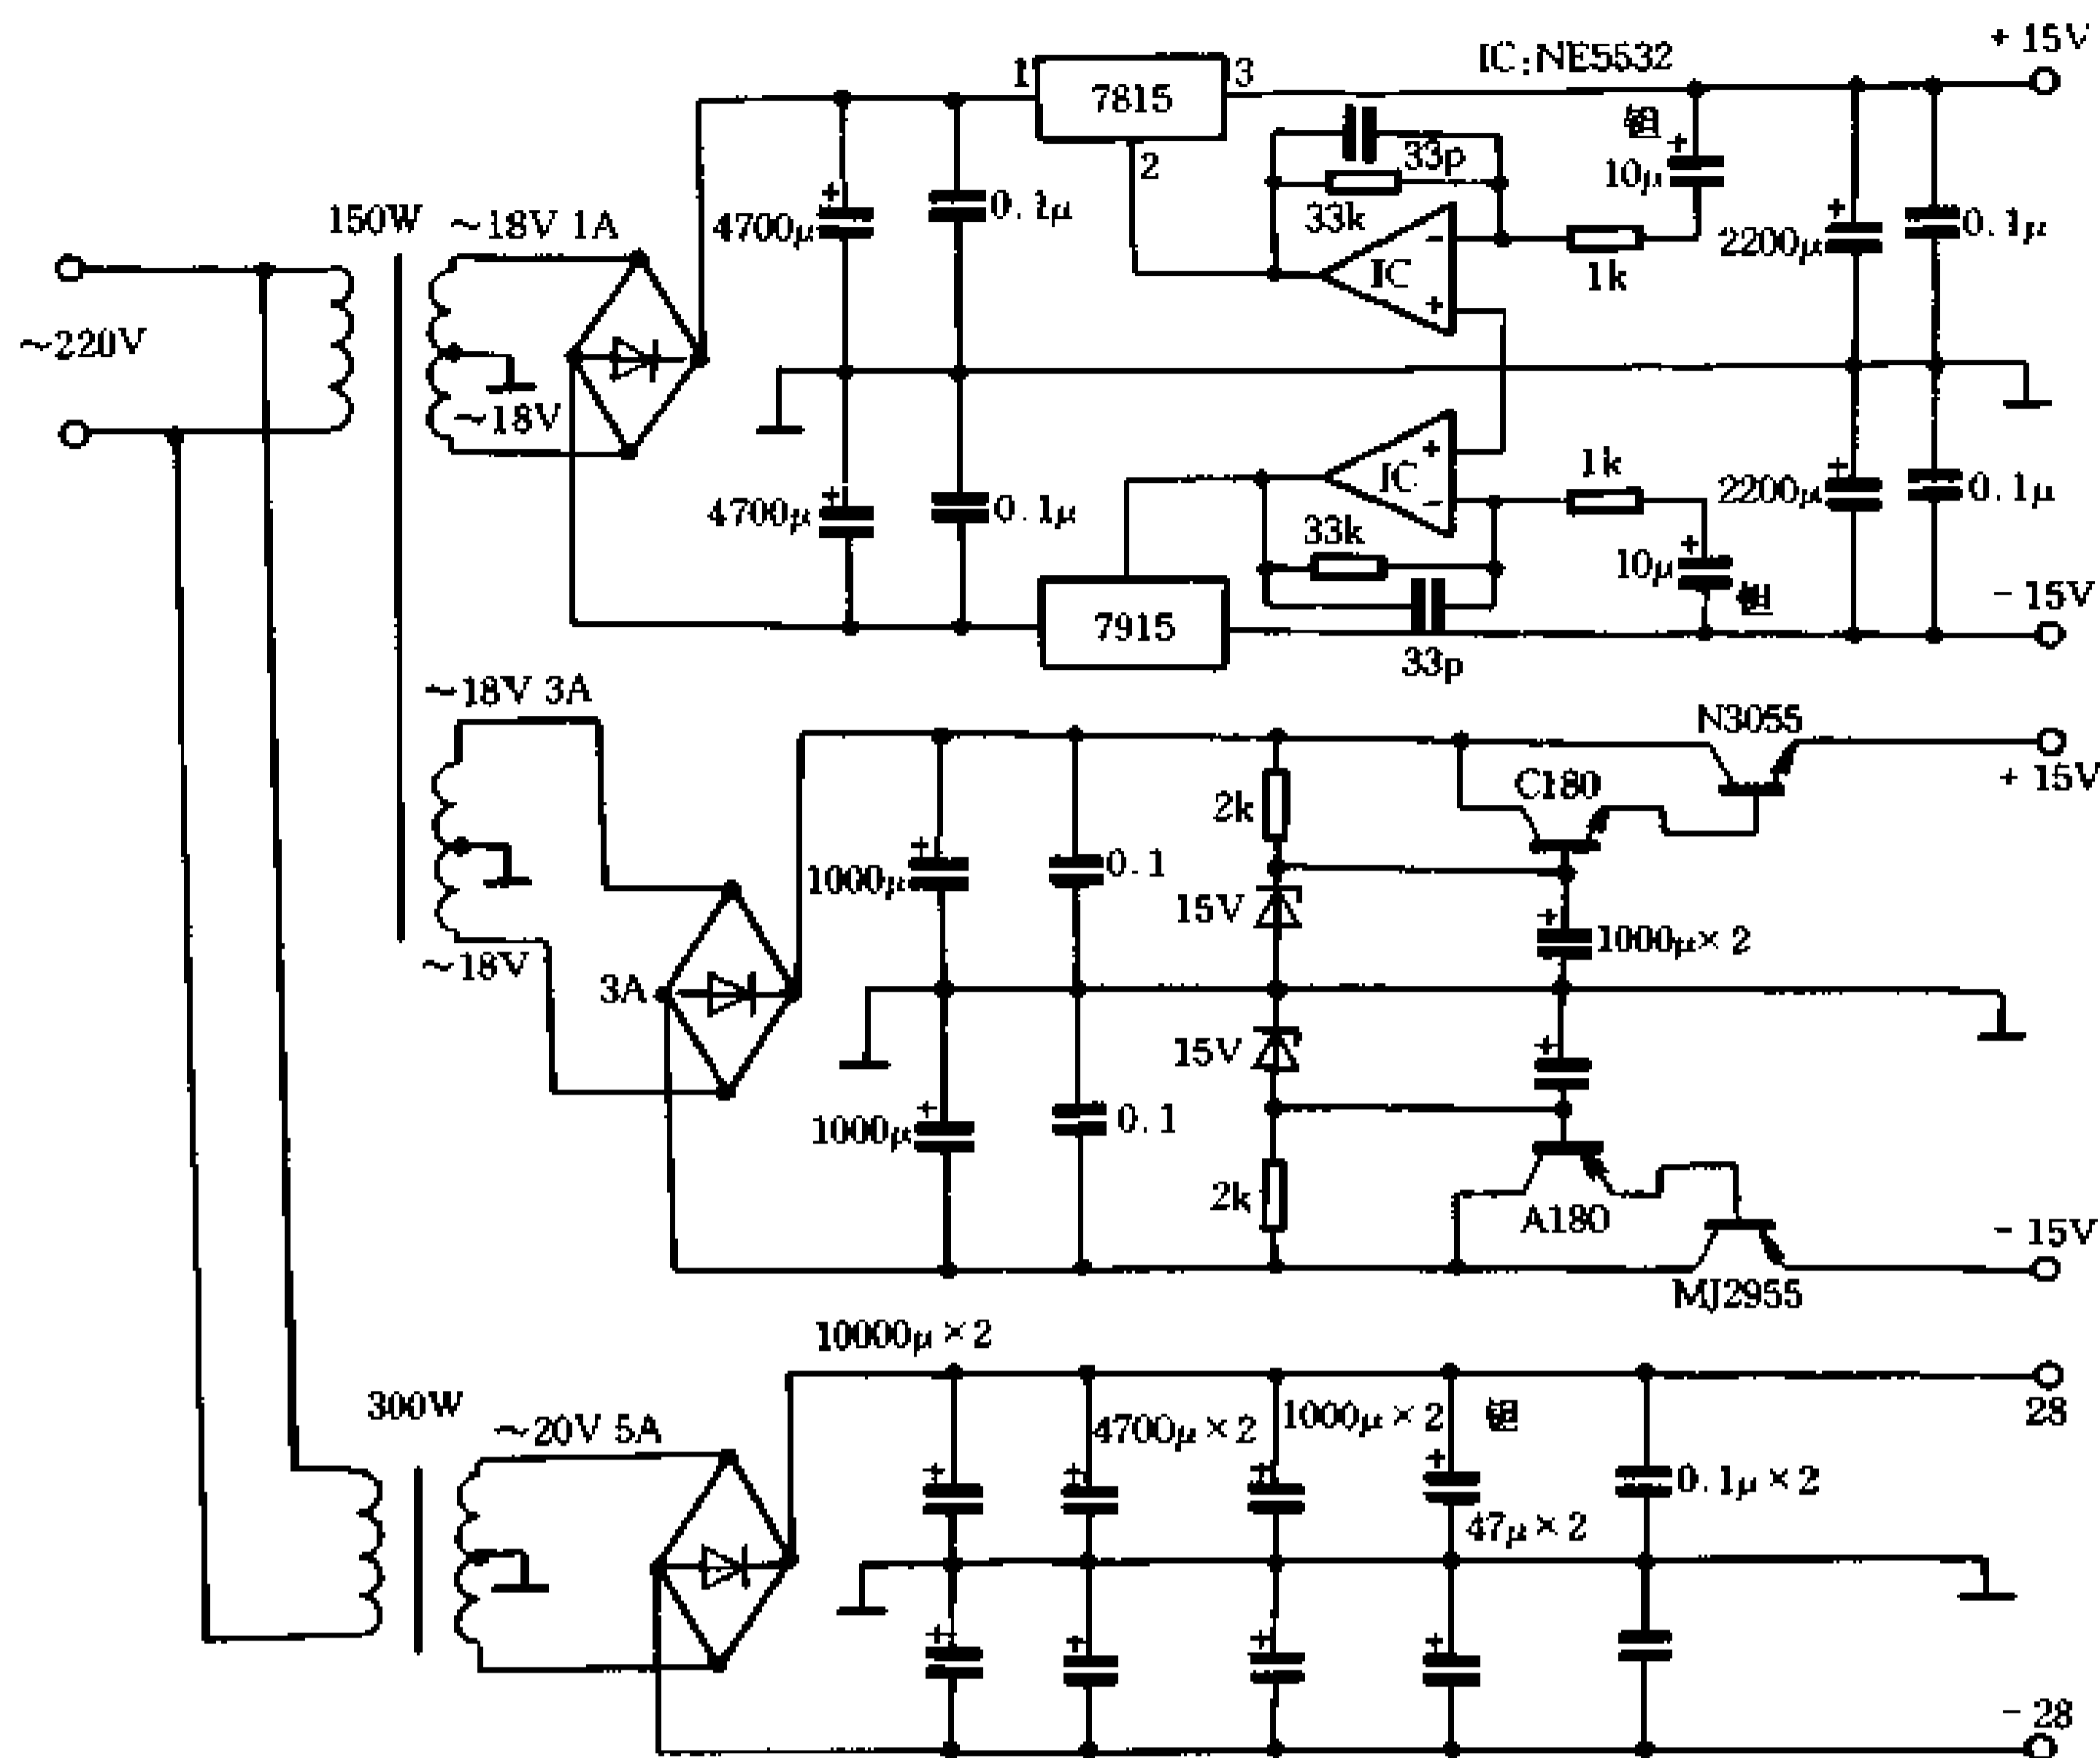 + 15V
IC:NE5532
1
7815
3
钽
2
33p
10μ
150W
~18V 1A
4700μ
0.1μ
33k
-
IC
+
1k
2200μ
0.1μ
~220V
~18V
4700μ
0.1μ
+
IC
-
1k
2200μ
0.1μ
33k
10μ
钽
- 15V
7915
33p
~18V 3A
N3055
+ 15V
C180
2k
1000μ
0.1
15V
1000μ×2
~18V
3A
15V
1000μ
0.1
2k
A180
- 15V
MJ2955
10000μ×2
300W
~20V 5A
4700μ×2
1000μ×2
钽
28
0.1μ×2
47μ×2
- 28